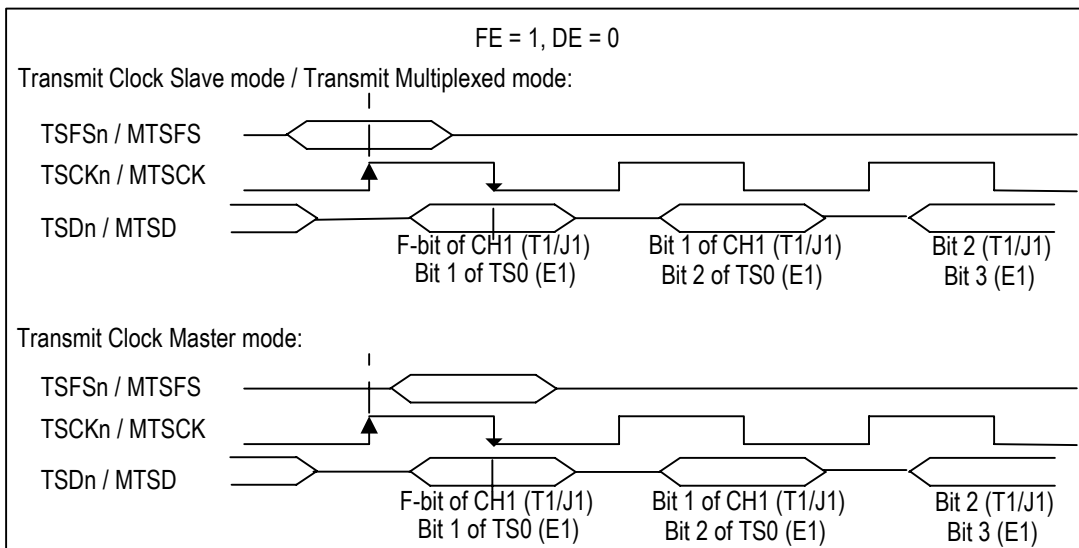 FE = 1, DE = 0
Transmit Clock Slave mode / Transmit Multiplexed mode:
TSFSn / MTSFS
TSCKn / MTSCK
TSDn / MTSD
F-bit of CH1 (T1/J1)
Bit 1 of TS0 (E1)
Bit 1 of CH1 (T1/J1)
Bit 2 of TS0 (E1)
Bit 2 (T1/J1)
Bit 3 (E1)
Transmit Clock Master mode:
TSFSn / MTSFS
TSCKn / MTSCK
TSDn / MTSD
F-bit of CH1 (T1/J1)
Bit 1 of TS0 (E1)
Bit 1 of CH1 (T1/J1)
Bit 2 of TS0 (E1)
Bit 2 (T1/J1)
Bit 3 (E1)